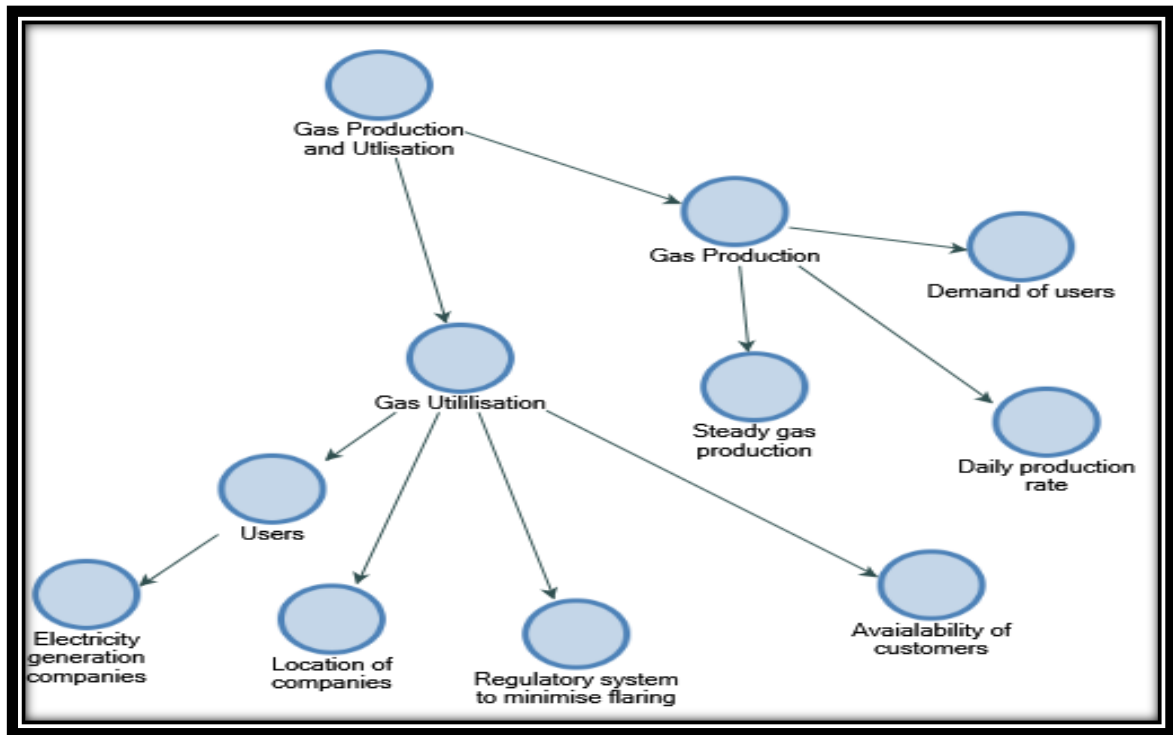 Gas Production
and Utlisation
Gas Production
Demand of users
Gas Utililisation
Steady gas
production
Daily production
rate
Users
Electricity
generation
companies
Location of
companies
Regulatory system
to minimise flaring
Avaialability of
customers